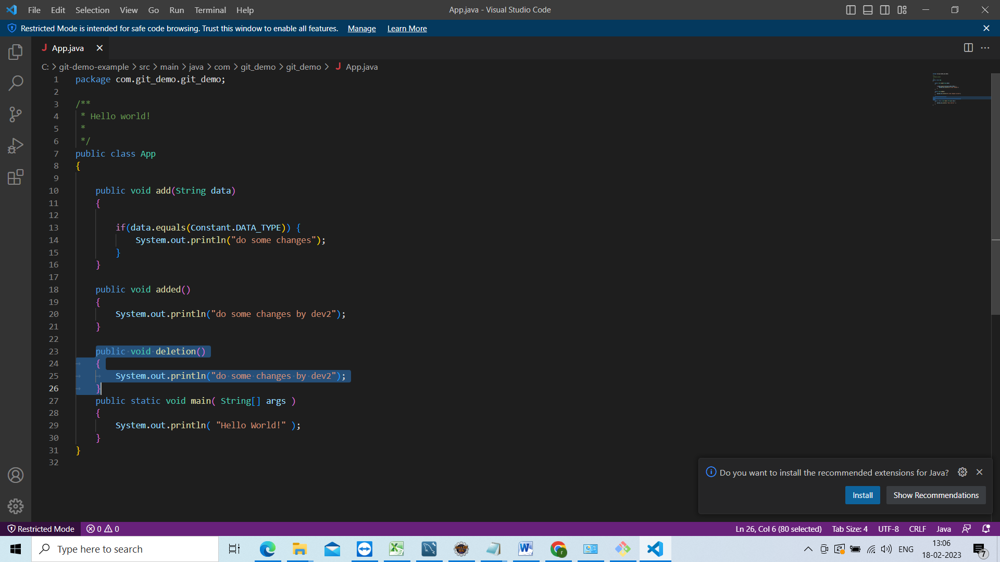 File Edit Selection View Go Run Terminal Help App.java - Visual Studio Code
Restricted Mode is intended for safe code browsing. Trust this window to enable all features. Manage Learn More
J App.java
C: > git-demo-example > src > main > java > com > git_demo > git_demo > J App.java
1 package com.git_demo.git_demo;
2
3 /**
4 * Hello world!
5 *
6 */
7 public class App
8 {
9
10 public void add(String data)
11 {
12
13 if(data.equals(Constant.DATA_TYPE)) {
14 System.out.println("do some changes");
15 }
16 }
17
18 public void added()
19 {
20 System.out.println("do some changes by dev2");
21 }
22
23 public void deletion()
24 {
25 System.out.println("do some changes by dev2");
26 }
27 public static void main( String[] args )
28 {
29 System.out.println( "Hello World!" );
30 }
31 }
32
Do you want to install the recommended extensions for Java?
Install Show Recommendations
Restricted Mode 0 0 Ln 26, Col 6 (80 selected) Tab Size: 4 UTF-8 CRLF Java
Type here to search
ENG
13:06
18-02-2023
7